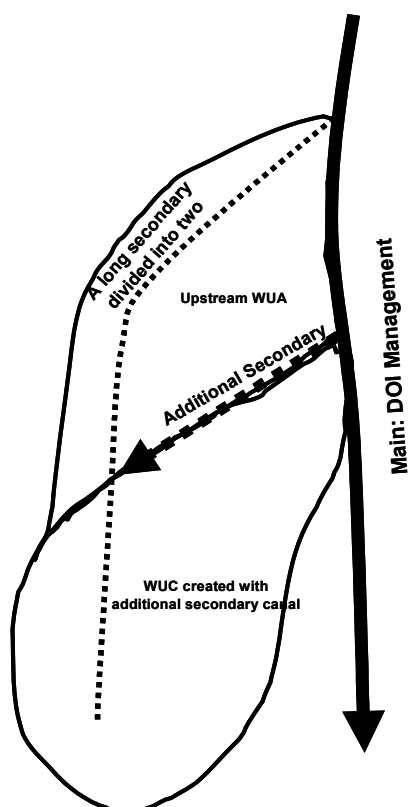 A long secondary
divided into two
Upstream WUA
Additional Secondary
Main: DOI Management
WUC created with
additional secondary canal